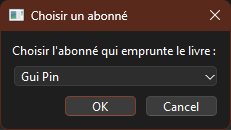 Choisir un abonné
Choisir l'abonné qui emprunte le livre :
Gui Pin
OK
Cancel